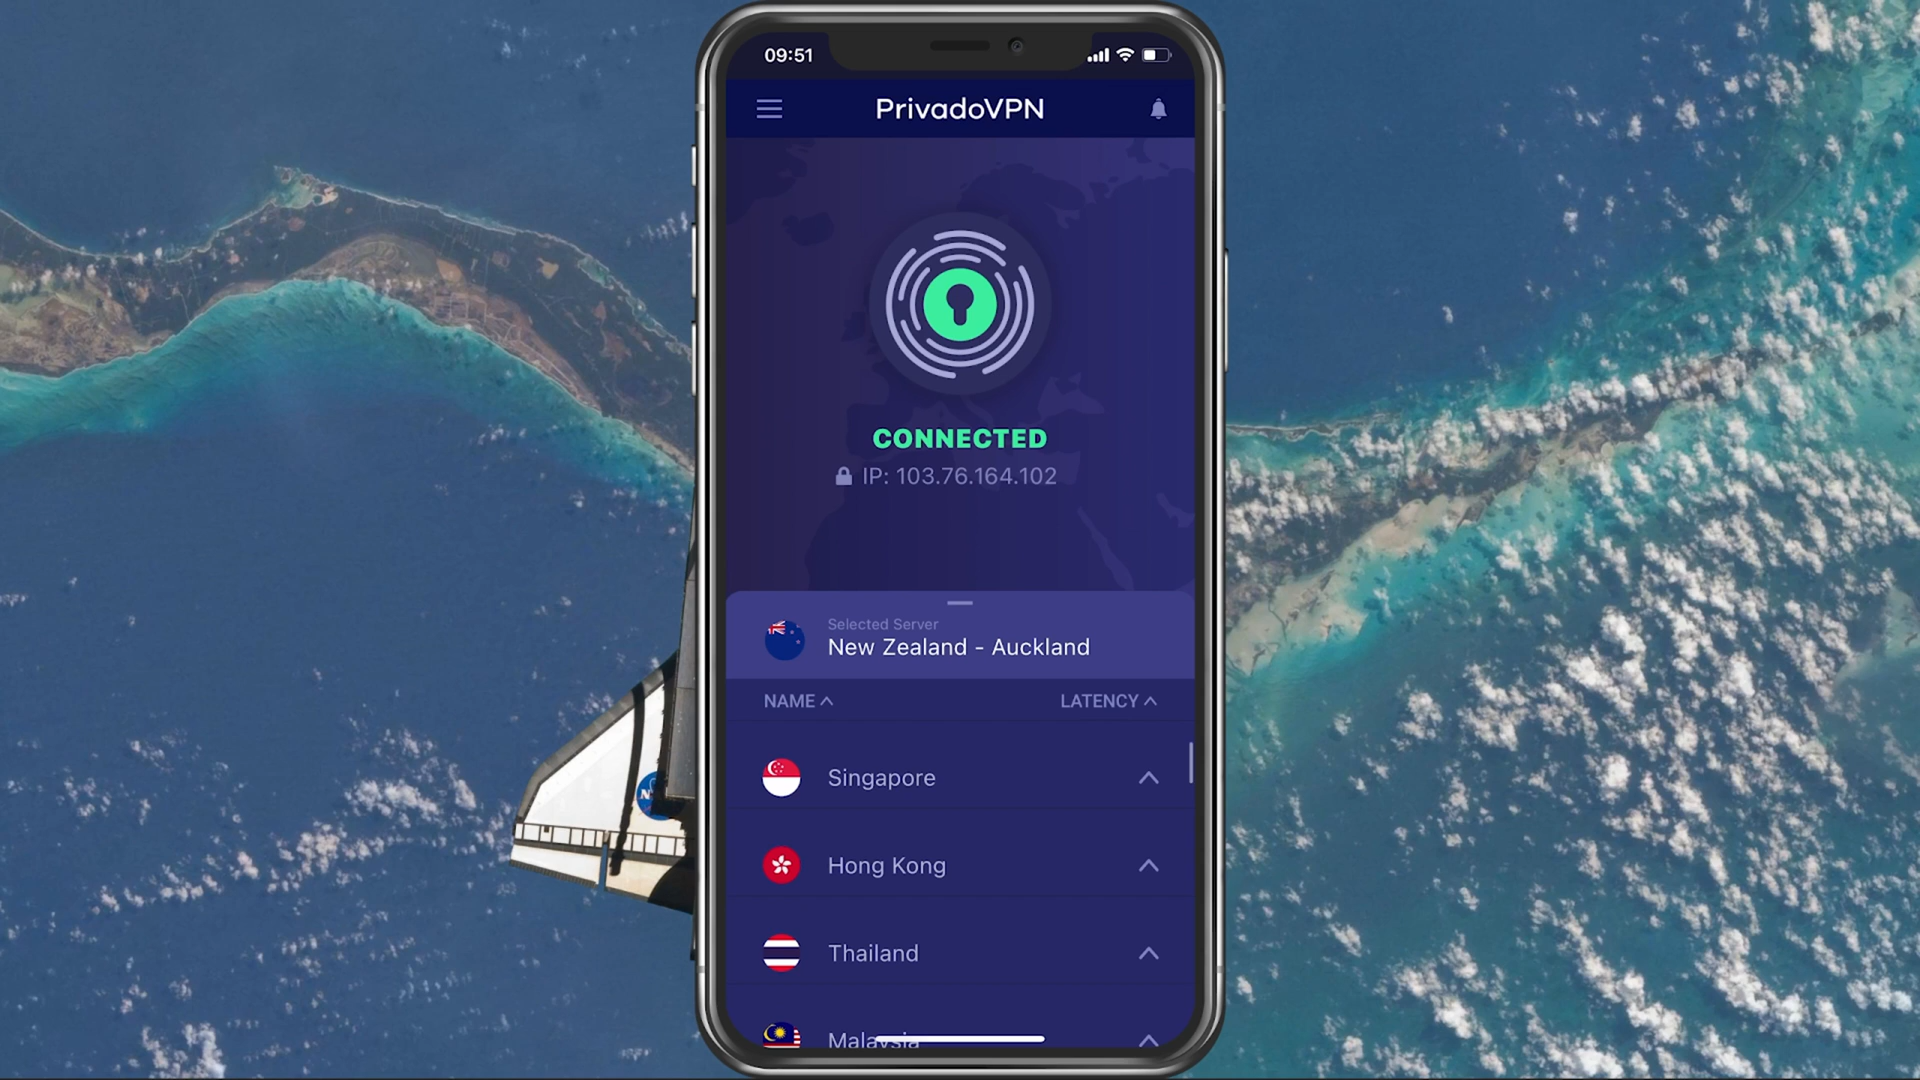 09:51
PrivadoVPN
CONNECTED
IP: 103.76.164.102
Selected Server
New Zealand - Auckland
NAME LATENCY
Singapore
Hong Kong
Thailand
Malaysia